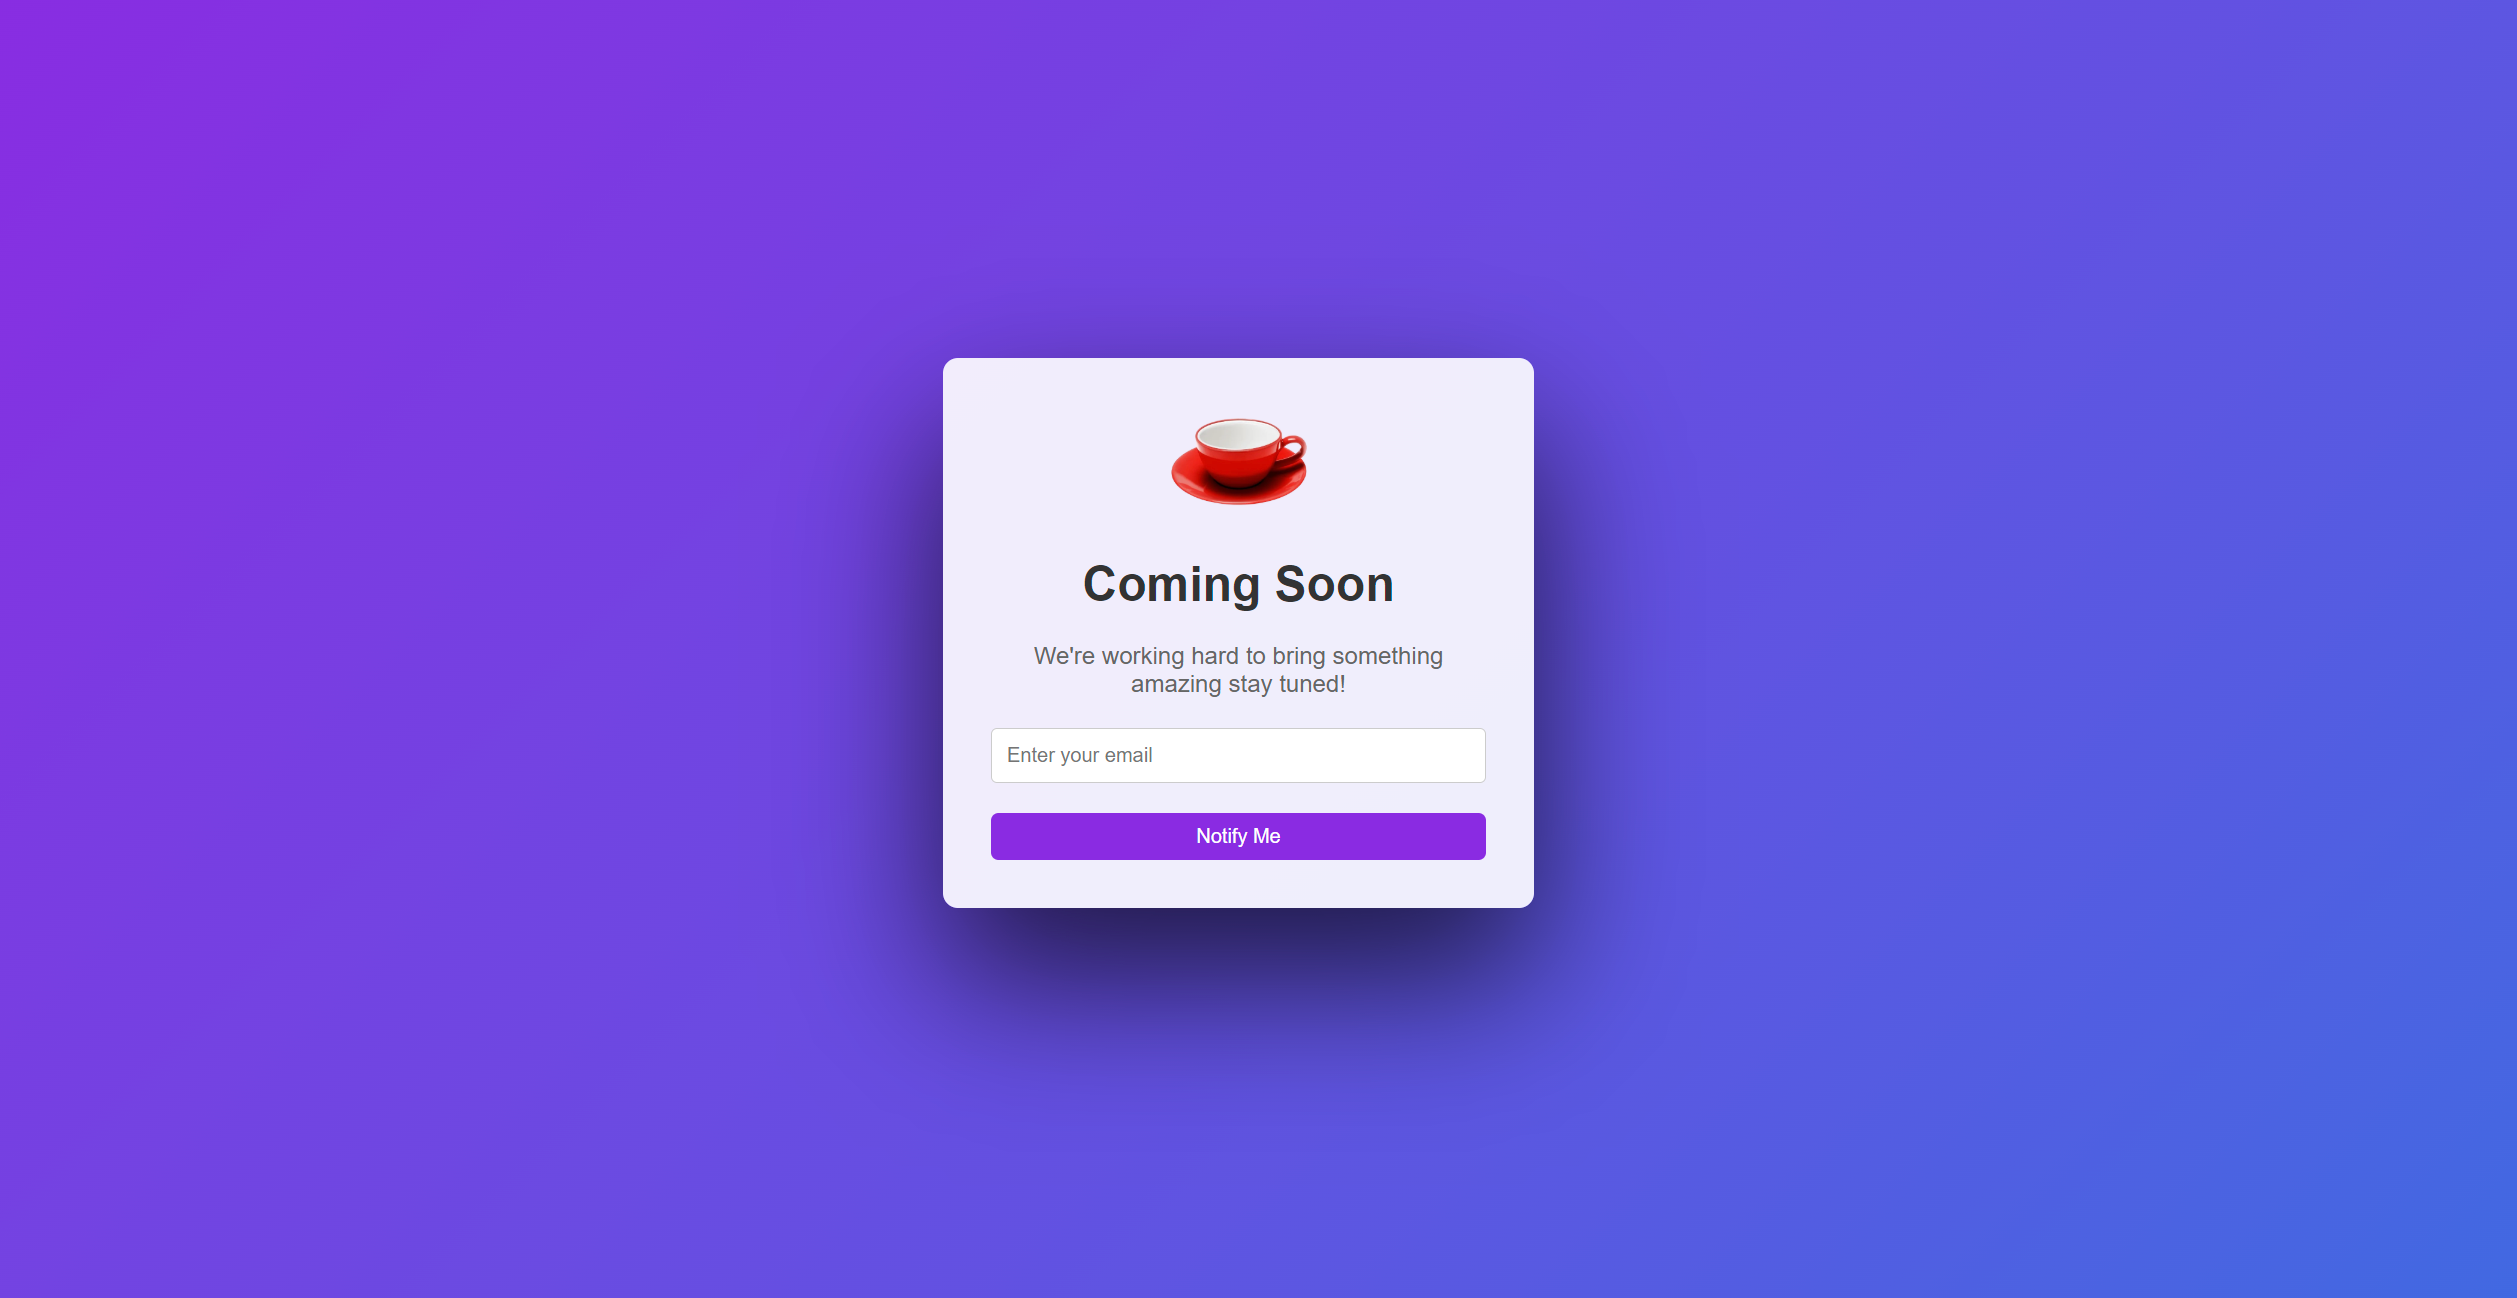 Coming Soon
We're working hard to bring something
amazing stay tuned!
Enter your email
Notify Me